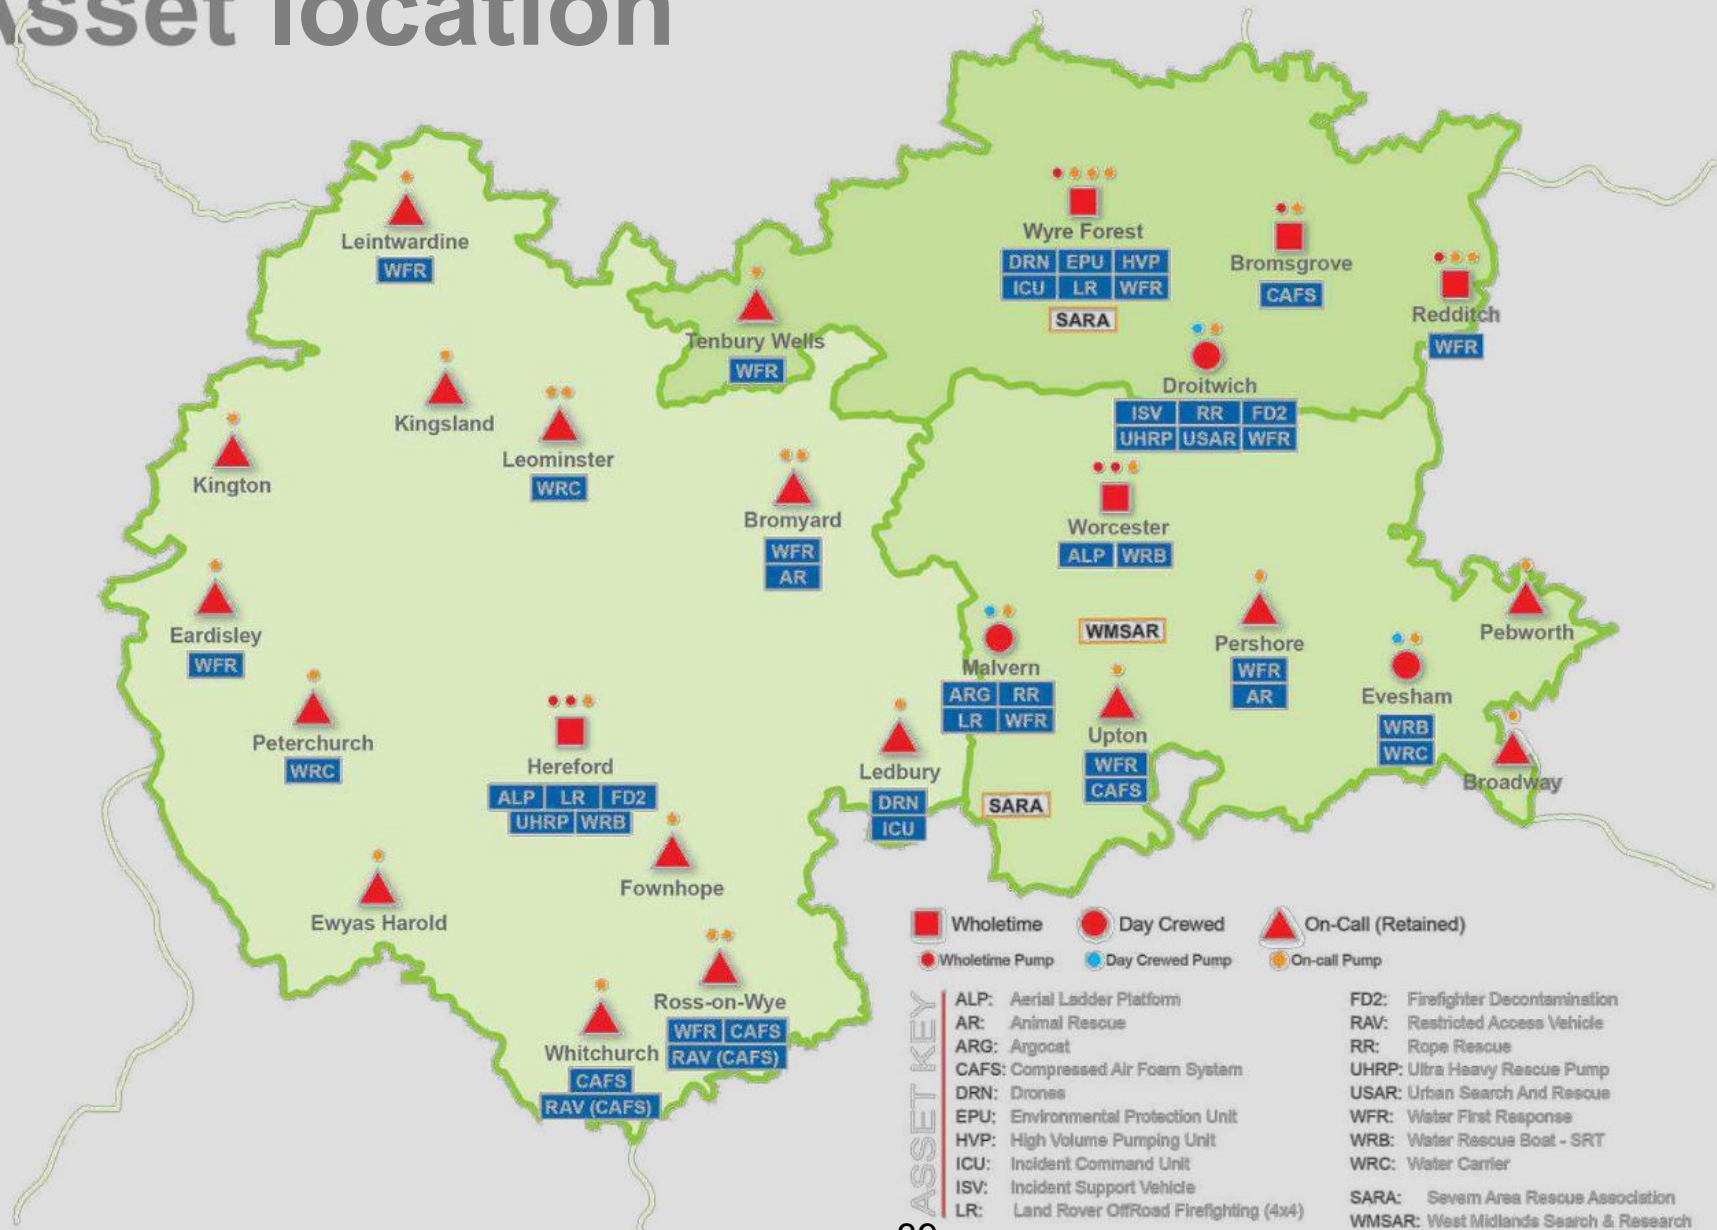 Asset location
Leintwardine
WFR
Wyre Forest
DRN EPU HVP
ICU LR WFR
SARA
Bromsgrove
CAFS
Redditch
WFR
Tenbury Wells
WFR
Droitwich
ISV RR FD2
UHRP USAR WFR
Kingsland
Leominster
WRC
Kington
Bromyard
WFR
AR
Worcester
ALP WRB
WMSAR
Eardisley
WFR
Malvern
ARG RR
LR WFR
Pershore
WFR
AR
Pebworth
Evesham
WRB
WRC
Peterchurch
WRC
Hereford
ALP LR FD2
UHRP WRB
Ledbury
DRN
ICU
Upton
WFR
CAFS
SARA
Broadway
Fownhope
Ewyas Harold
Ross-on-Wye
WFR CAFS
RAV (CAFS)
Whitchurch
CAFS
RAV (CAFS)
Wholetime Day Crewed On-Call (Retained)
Wholetime Pump Day Crewed Pump On-call Pump
ASSET KEY
ALP: Aerial Ladder Platform
AR: Animal Rescue
ARG: Argocat
CAFS: Compressed Air Foam System
DRN: Drones
EPU: Environmental Protection Unit
HVP: High Volume Pumping Unit
ICU: Incident Command Unit
ISV: Incident Support Vehicle
LR: Land Rover OffRoad Firefighting (4x4)
FD2: Firefighter Decontamination
RAV: Restricted Access Vehicle
RR: Rope Rescue
UHRP: Ultra Heavy Rescue Pump
USAR: Urban Search And Rescue
WFR: Water First Response
WRB: Water Rescue Boat - SRT
WRC: Water Carrier
SARA: Severn Area Rescue Association
WMSAR: West Midlands Search & Research